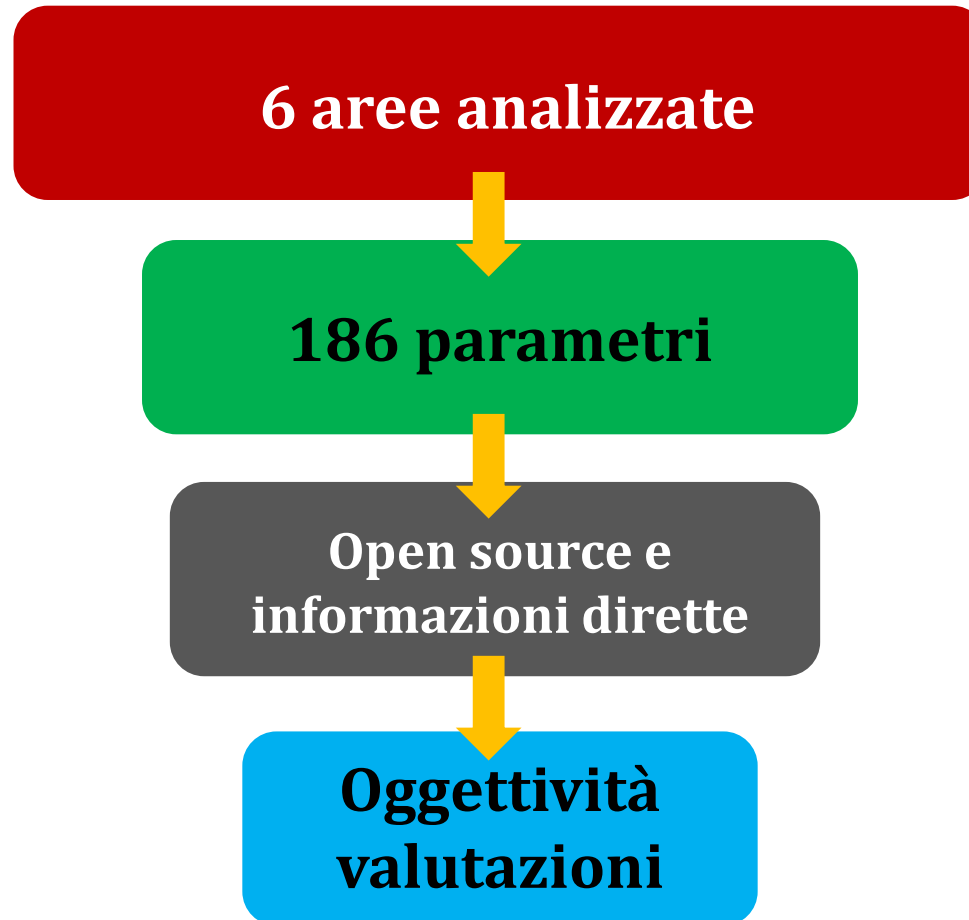 6 aree analizzate
186 parametri
Open source e
informazioni dirette
Oggettività
valutazioni